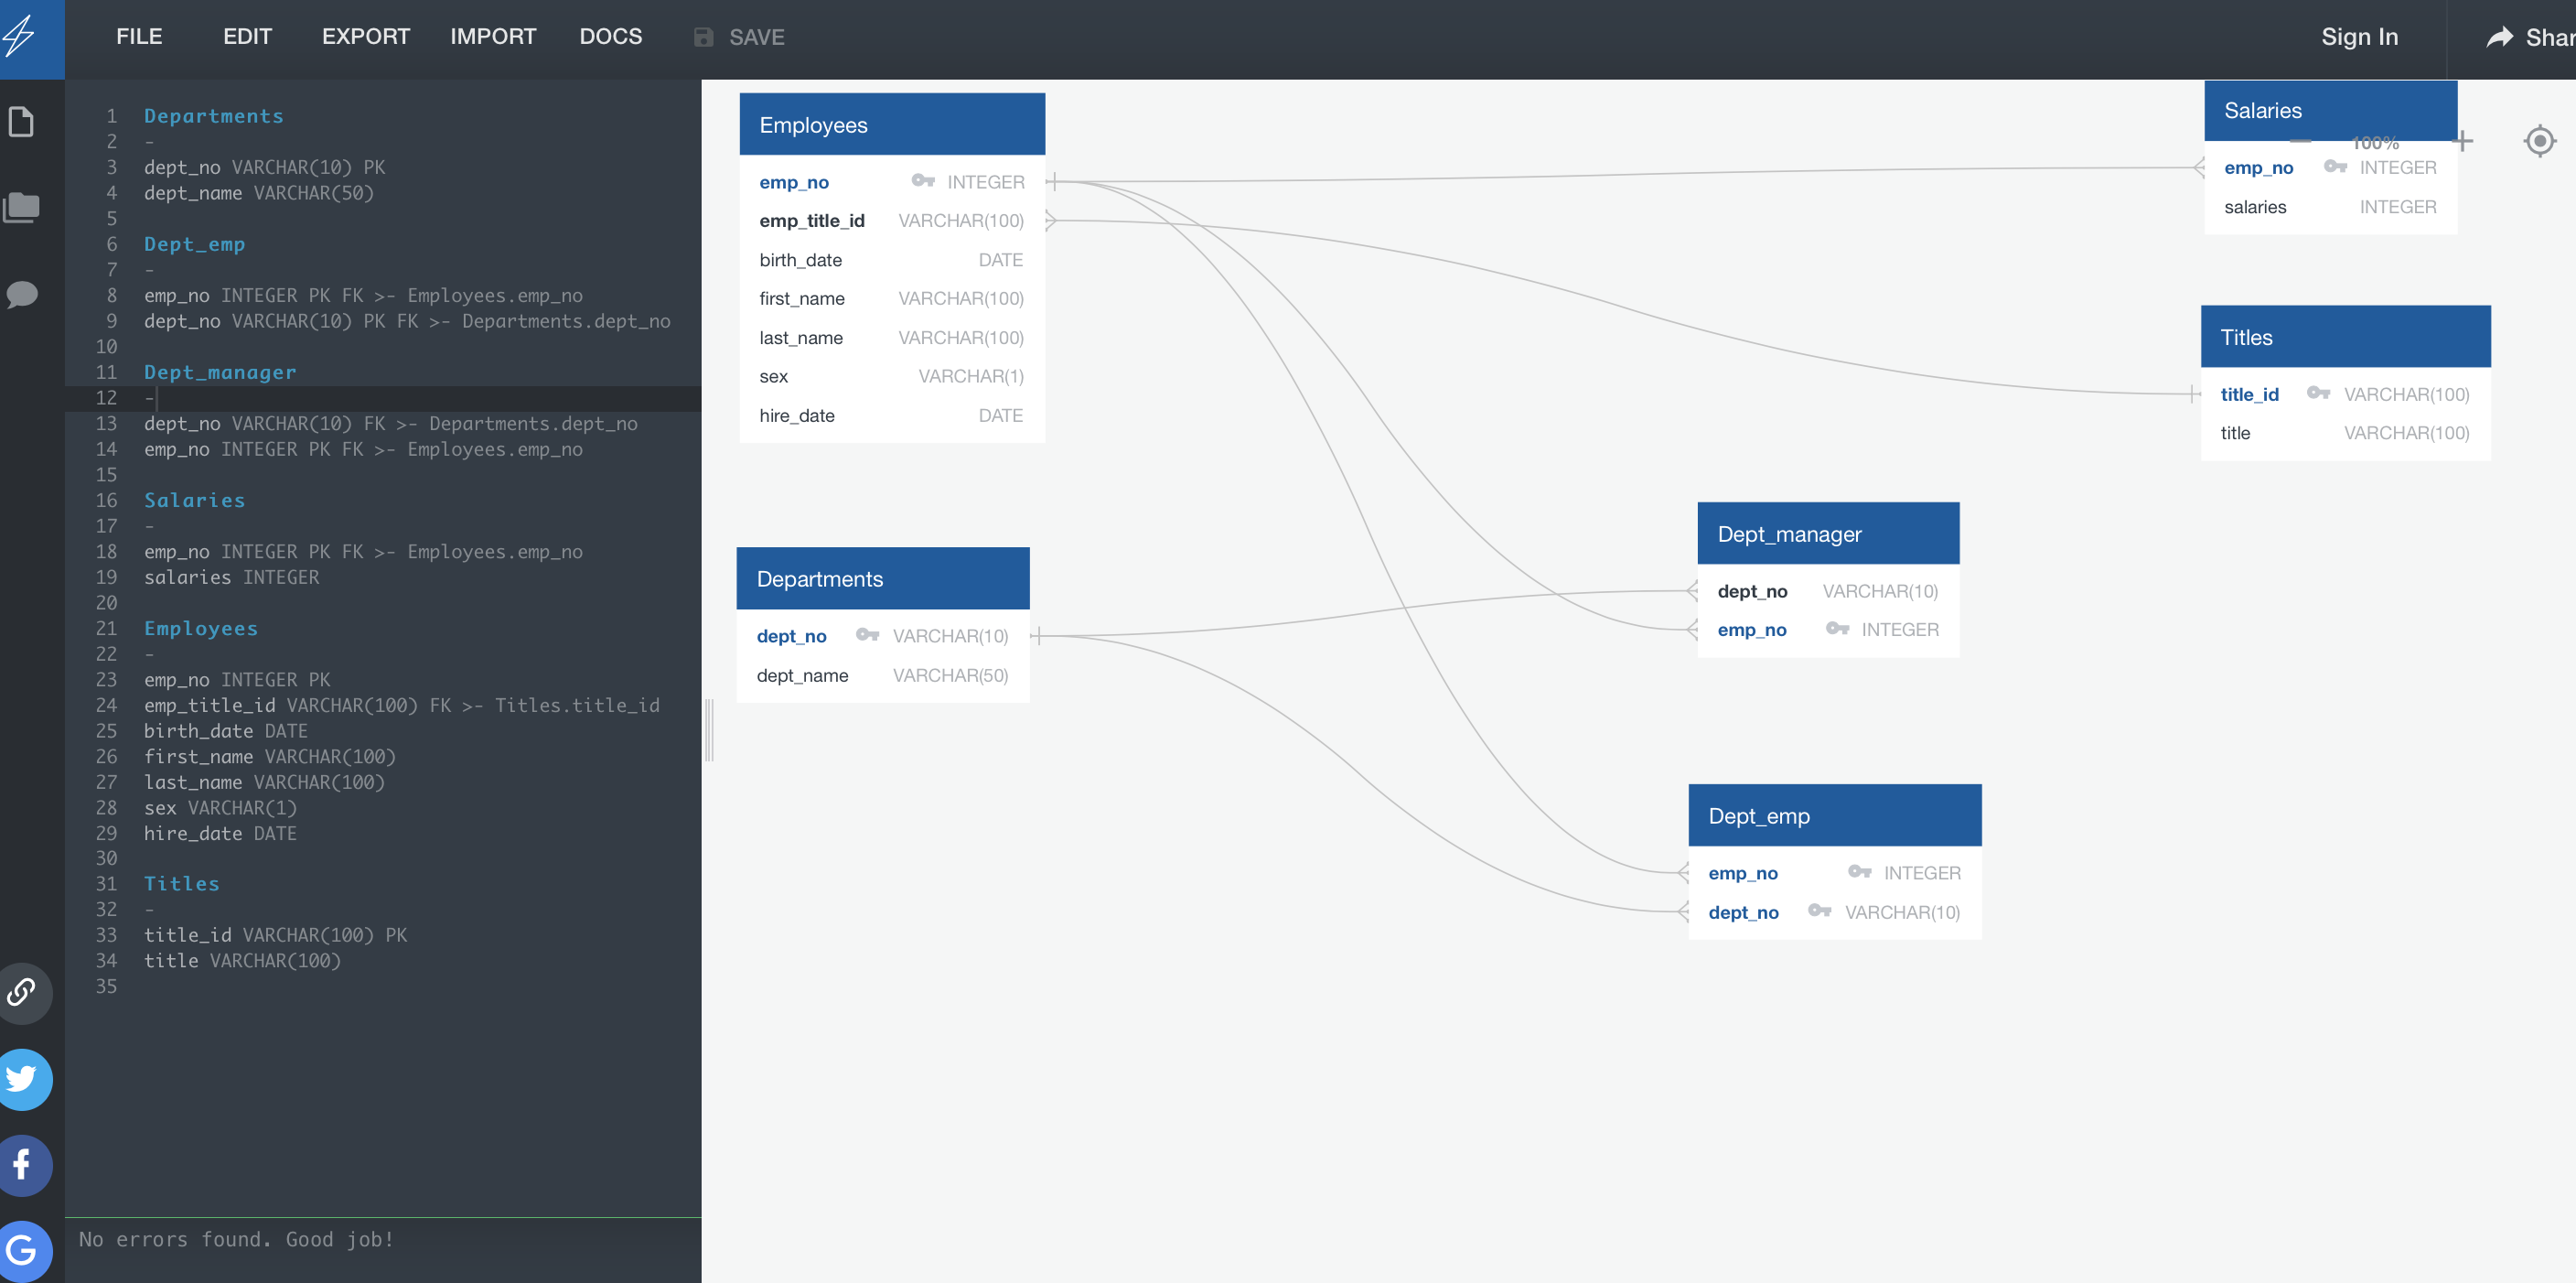 FILE EDIT EXPORT IMPORT DOCS SAVE Sign In Shar
1 Departments
2 -
3 dept_no VARCHAR(10) PK
4 dept_name VARCHAR(50)
5
6 Dept_emp
7 -
8 emp_no INTEGER PK FK >- Employees.emp_no
9 dept_no VARCHAR(10) PK FK >- Departments.dept_no
10
11 Dept_manager
12 -
13 dept_no VARCHAR(10) FK >- Departments.dept_no
14 emp_no INTEGER PK FK >- Employees.emp_no
15
16 Salaries
17 -
18 emp_no INTEGER PK FK >- Employees.emp_no
19 salaries INTEGER
20
21 Employees
22 -
23 emp_no INTEGER PK
24 emp_title_id VARCHAR(100) FK >- Titles.title_id
25 birth_date DATE
26 first_name VARCHAR(100)
27 last_name VARCHAR(100)
28 sex VARCHAR(1)
29 hire_date DATE
30
31 Titles
32 -
33 title_id VARCHAR(100) PK
34 title VARCHAR(100)
35
No errors found. Good job!
Employees
emp_no INTEGER
emp_title_id VARCHAR(100)
birth_date DATE
first_name VARCHAR(100)
last_name VARCHAR(100)
sex VARCHAR(1)
hire_date DATE
Salaries
100%
emp_no INTEGER
salaries INTEGER
Titles
title_id VARCHAR(100)
title VARCHAR(100)
Dept_manager
dept_no VARCHAR(10)
emp_no INTEGER
Departments
dept_no VARCHAR(10)
dept_name VARCHAR(50)
Dept_emp
emp_no INTEGER
dept_no VARCHAR(10)